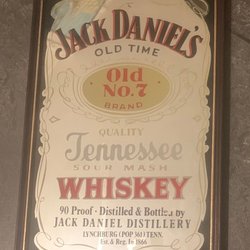 JACK DANIEL'S
OLD TIME
Old
No.7
BRAND
QUALITY
Tennessee
SOUR MASH
WHISKEY
90 Proof · Distilled & Bottled by
JACK DANIEL DISTILLERY
LYNCHBURG (POP 361) TENN.
Est. & Reg. In 1866